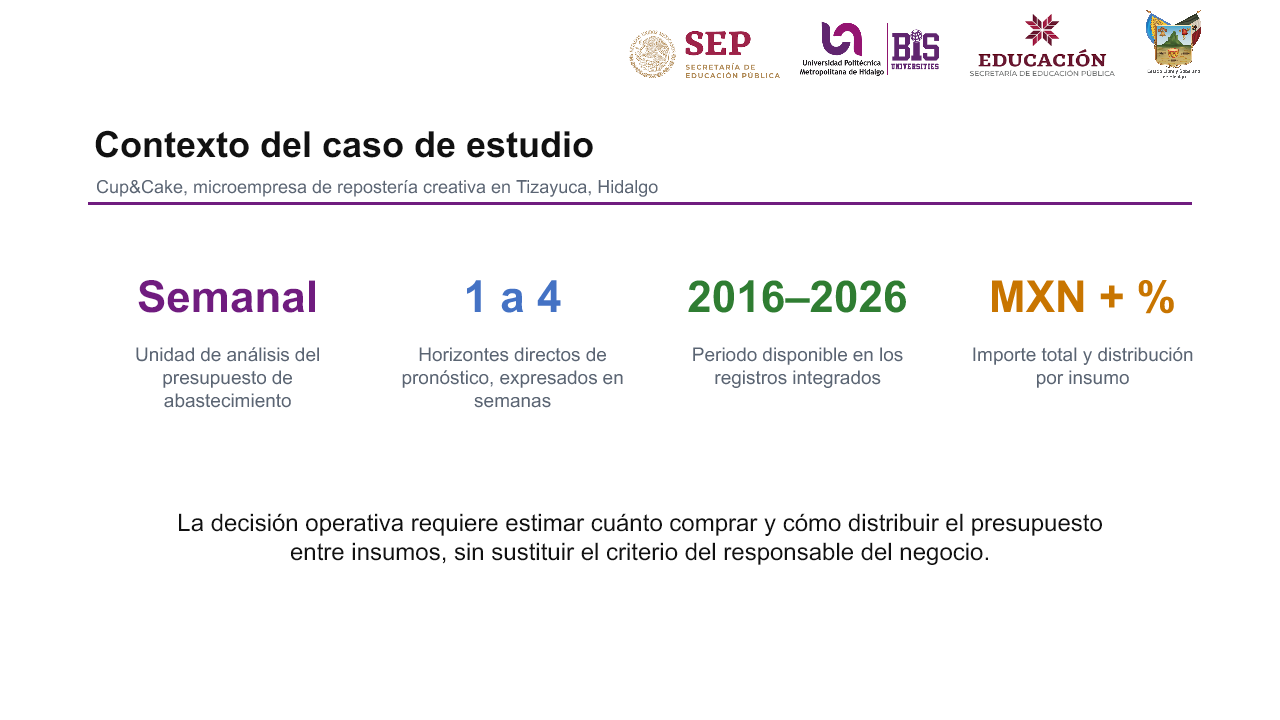 SEP
SECRETARÍA DE
EDUCACIÓN PÚBLICA
Universidad Politécnica
Metropolitana de Hidalgo
BIS
UNIVERSITIES
EDUCACIÓN
SECRETARÍA DE EDUCACIÓN PÚBLICA
Contexto del caso de estudio
Cup&Cake, microempresa de repostería creativa en Tizayuca, Hidalgo
Semanal
Unidad de análisis del
presupuesto de
abastecimiento
1 a 4
Horizontes directos de
pronóstico, expresados en
semanas
2016–2026
Periodo disponible en los
registros integrados
MXN + %
Importe total y distribución
por insumo
La decisión operativa requiere estimar cuánto comprar y cómo distribuir el presupuesto
entre insumos, sin sustituir el criterio del responsable del negocio.